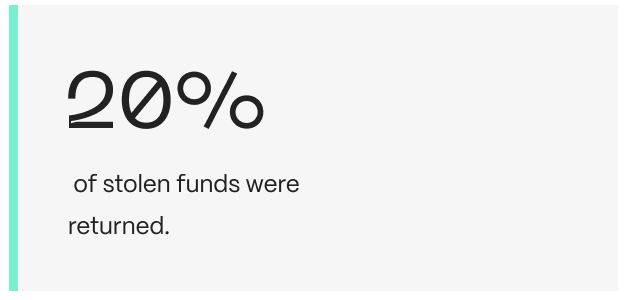 20%
of stolen funds were
returned.